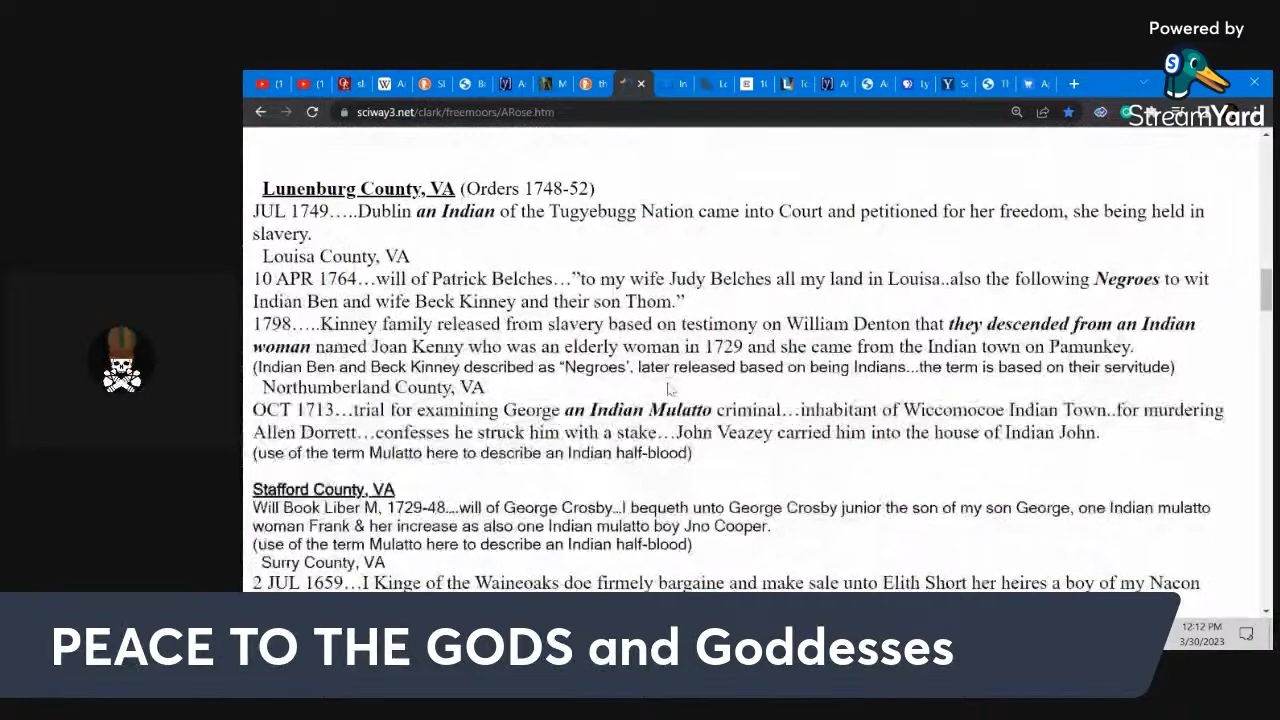 Powered by
StreamYard
sciway3.net/clark/freemoors/ARose.htm
Lunenburg County, VA (Orders 1748-52)
JUL 1749…..Dublin an Indian of the Tugyebugg Nation came into Court and petitioned for her freedom, she being held in
slavery.
Louisa County, VA
10 APR 1764…will of Patrick Belches…”to my wife Judy Belches all my land in Louisa..also the following Negroes to wit
Indian Ben and wife Beck Kinney and their son Thom.”
1798…..Kinney family released from slavery based on testimony on William Denton that they descended from an Indian
woman named Joan Kenny who was an elderly woman in 1729 and she came from the Indian town on Pamunkey.
(Indian Ben and Beck Kinney described as “Negroes’, later released based on being Indians...the term is based on their servitude)
Northumberland County, VA
OCT 1713…trial for examining George an Indian Mulatto criminal…inhabitant of Wiccomocoe Indian Town..for murdering
Allen Dorrett…confesses he struck him with a stake…John Veazey carried him into the house of Indian John.
(use of the term Mulatto here to describe an Indian half-blood)
Stafford County, VA
Will Book Liber M, 1729-48....will of George Crosby...I bequeth unto George Crosby junior the son of my son George, one Indian mulatto
woman Frank & her increase as also one Indian mulatto boy Jno Cooper.
(use of the term Mulatto here to describe an Indian half-blood)
Surry County, VA
2 JUL 1659…I Kinge of the Waineoaks doe firmely bargaine and make sale unto Elith Short her heires a boy of my Nacon
PEACE TO THE GODS and Goddesses
12:12 PM
3/30/2023